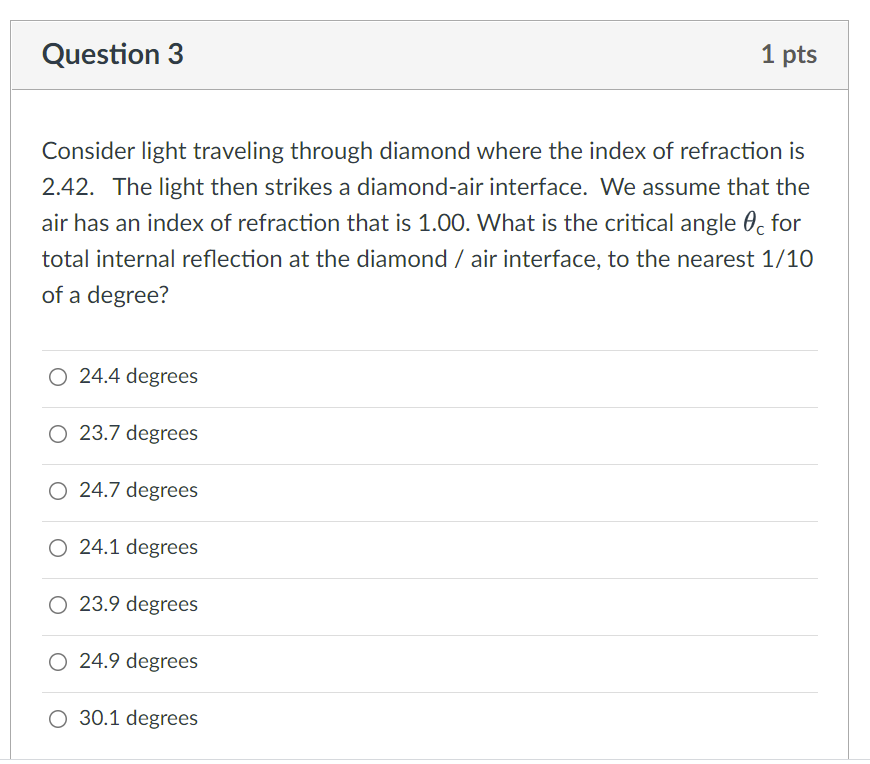 Question 3
1 pts
Consider light traveling through diamond where the index of refraction is
2.42. The light then strikes a diamond-air interface. We assume that the
air has an index of refraction that is 1.00. What is the critical angle θc for
total internal reflection at the diamond / air interface, to the nearest 1/10
of a degree?
24.4 degrees
23.7 degrees
24.7 degrees
24.1 degrees
23.9 degrees
24.9 degrees
30.1 degrees